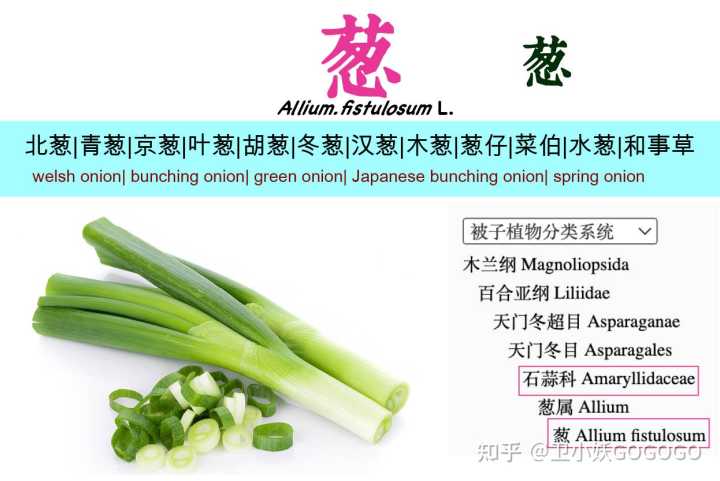 葱 葱
Allium.fistulosum L.
北葱|青葱|京葱|叶葱|胡葱|冬葱|汉葱|木葱|葱仔|菜伯|水葱|和事草
welsh onion| bunching onion| green onion| Japanese bunching onion| spring onion
被子植物分类系统
木兰纲 Magnoliopsida
百合亚纲 Liliidae
天门冬超目 Asparaganae
天门冬目 Asparagales
石蒜科 Amaryllidaceae
葱属 Allium
葱 Allium fistulosum
知乎 @卫小妖GOGOGO